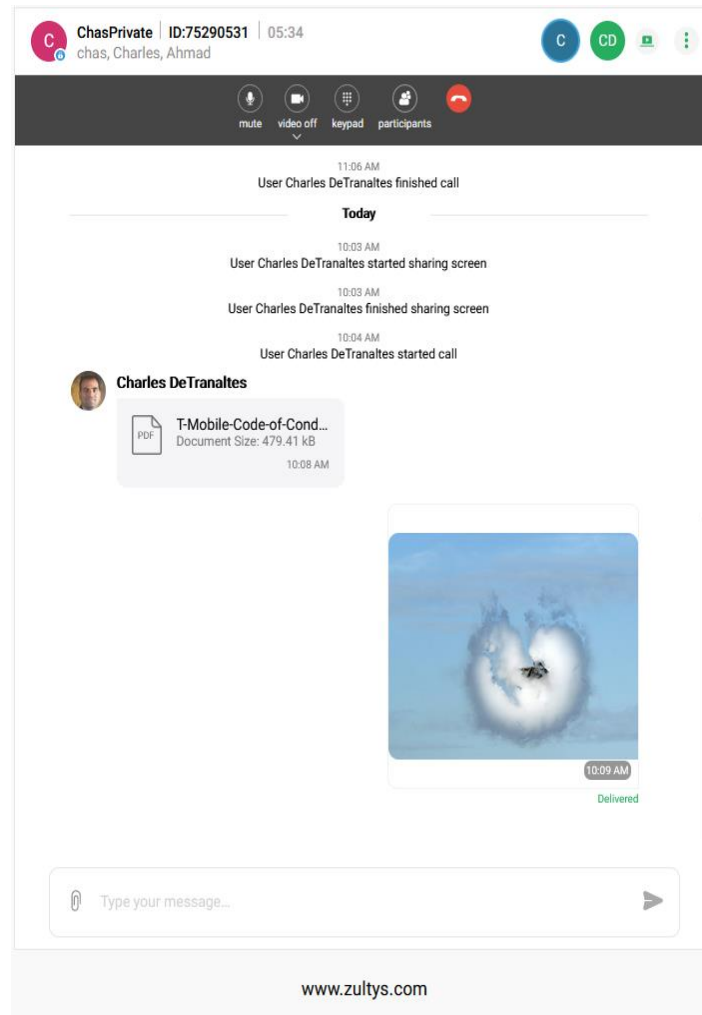 C
ChasPrivate | ID:75290531 | 05:34
chas, Charles, Ahmad
C
CD
mute
video off
keypad
participants
11:06 AM
User Charles DeTranaltes finished call
Today
10:03 AM
User Charles DeTranaltes started sharing screen
10:03 AM
User Charles DeTranaltes finished sharing screen
10:04 AM
User Charles DeTranaltes started call
Charles DeTranaltes
PDF
T-Mobile-Code-of-Cond...
Document Size: 479.41 kB
10:08 AM
10:09 AM
Delivered
Type your message...
www.zultys.com